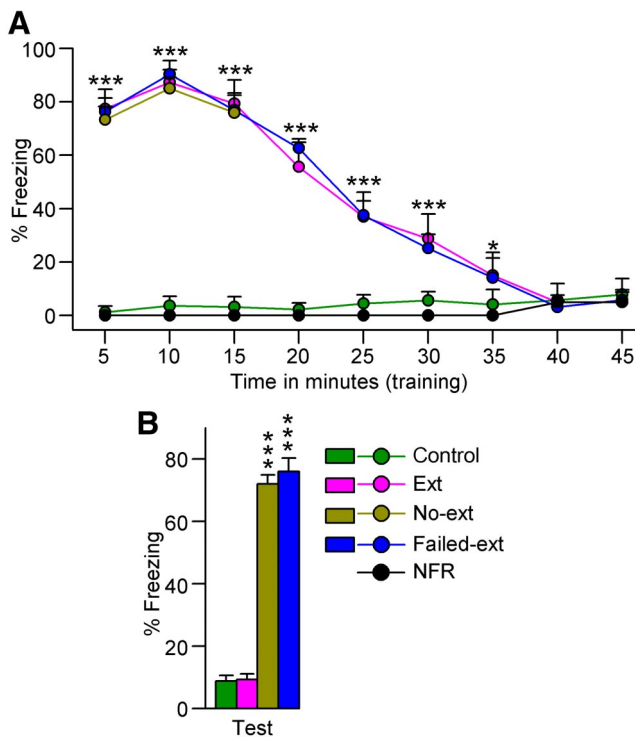 A
100
80
60
40
20
0
% Freezing
***
***
***
***
***
***
*
5 10 15 20 25 30 35 40 45
Time in minutes (training)
B
80
60
40
20
0
% Freezing
***
***
Test
Control
Ext
No-ext
Failed-ext
NFR